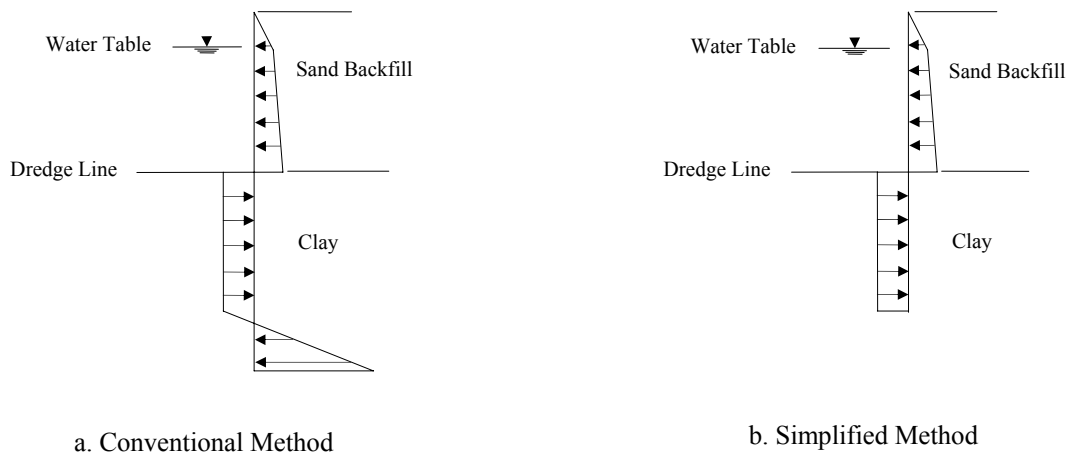 Water Table
Sand Backfill
Dredge Line
Clay
a. Conventional Method
Water Table
Sand Backfill
Dredge Line
Clay
b. Simplified Method